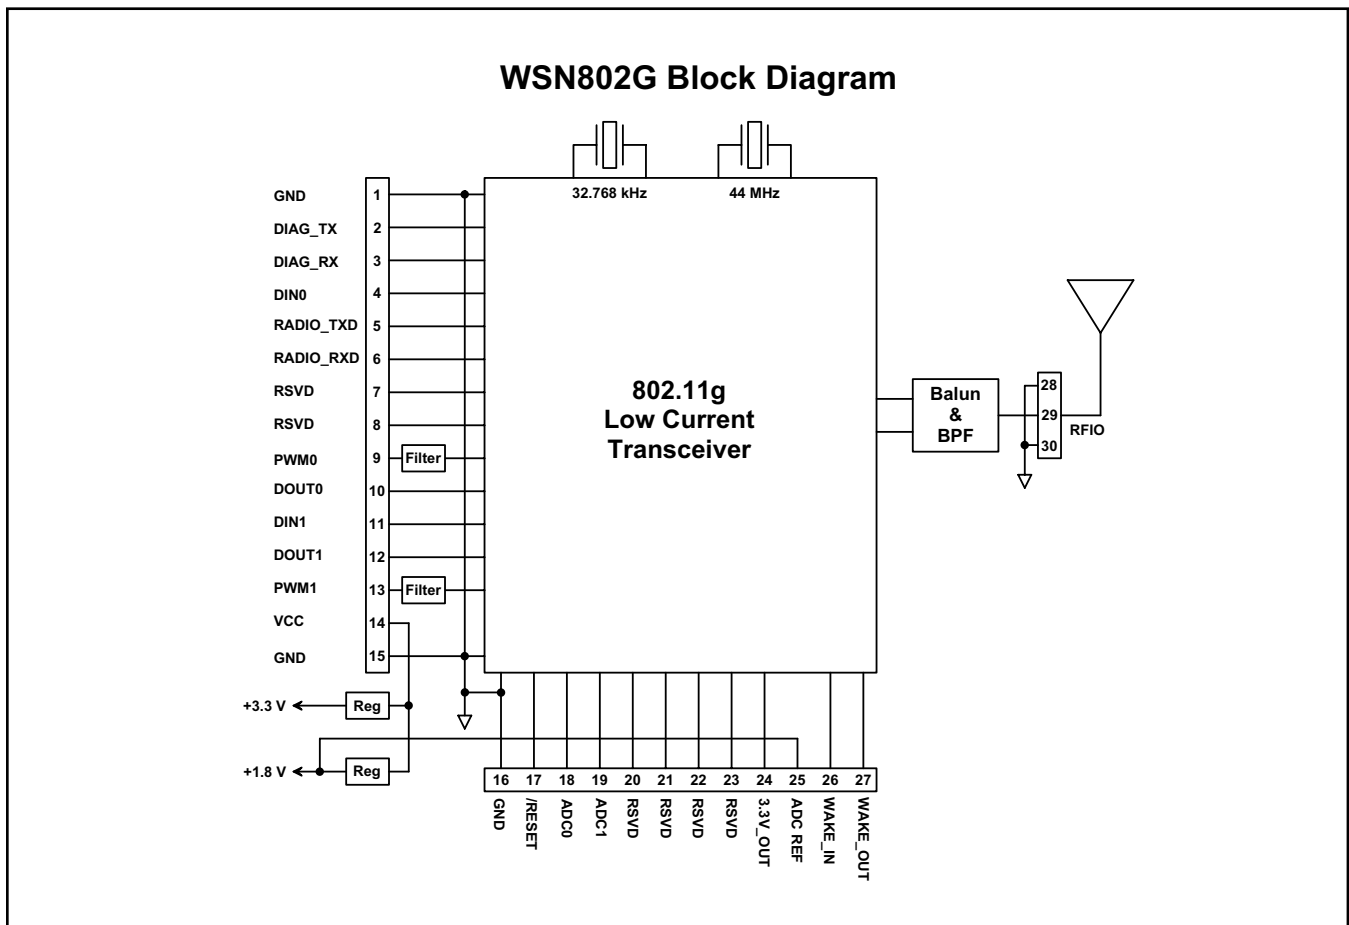 WSN802G Block Diagram
32.768 kHz
44 MHz
GND 1
DIAG_TX 2
DIAG_RX 3
DIN0 4
RADIO_TXD 5
RADIO_RXD 6
RSVD 7
RSVD 8
PWM0 9 Filter
DOUT0 10
DIN1 11
DOUT1 12
PWM1 13 Filter
VCC 14
GND 15
802.11g
Low Current
Transceiver
Balun
&
BPF
28
29
30
RFIO
+3.3 V Reg
+1.8 V Reg
16 17 18 19 20 21 22 23 24 25 26 27
GND
/RESET
ADC0
ADC1
RSVD
RSVD
RSVD
RSVD
3.3V_OUT
ADC REF
WAKE_IN
WAKE_OUT